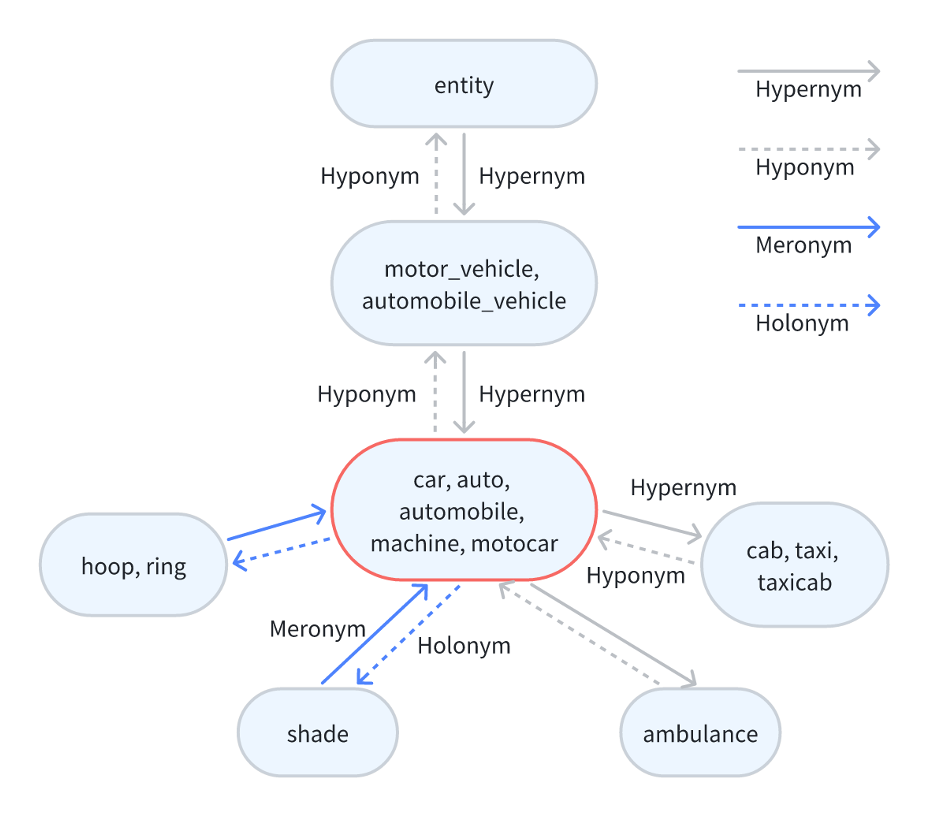 entity
Hypernym
Hyponym
Hypernym
Hyponym
motor_vehicle,
automobile_vehicle
Meronym
Holonym
Hyponym
Hypernym
car, auto,
automobile,
machine, motocar
Hypernym
hoop, ring
cab, taxi,
taxicab
Hyponym
Meronym
Holonym
shade
ambulance